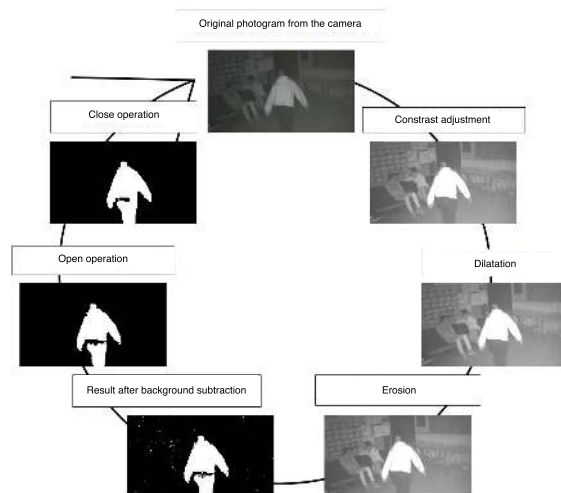 Original photogram from the camera
Close operation
Constrast adjustment
Open operation
Dilatation
Result after background subtraction
Erosion